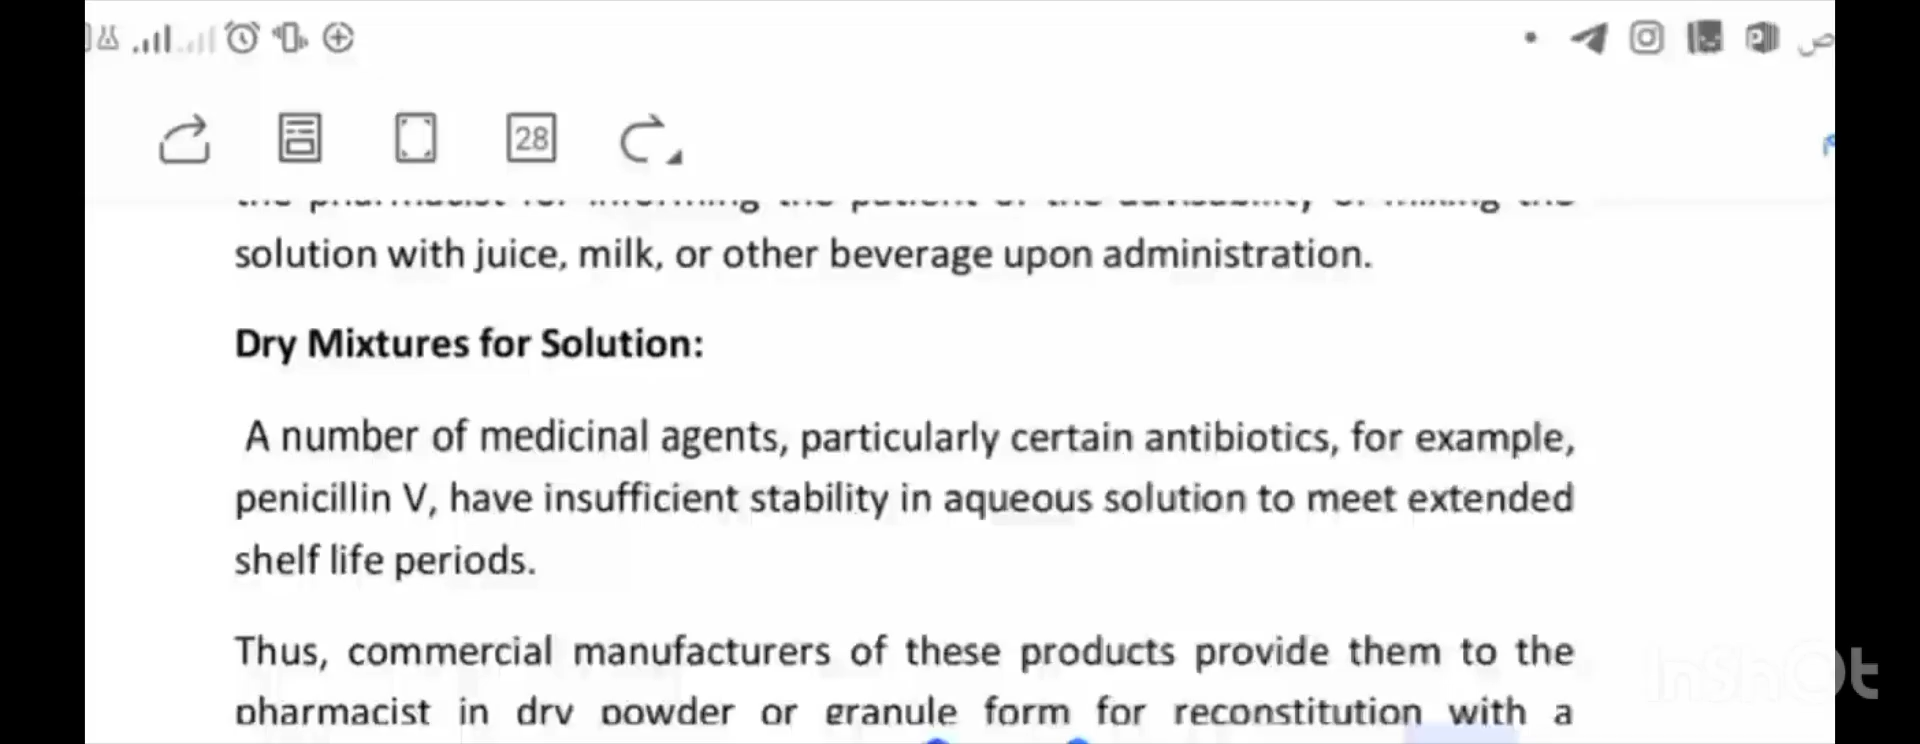 28
solution with juice, milk, or other beverage upon administration.
Dry Mixtures for Solution:
A number of medicinal agents, particularly certain antibiotics, for example,
penicillin V, have insufficient stability in aqueous solution to meet extended
shelf life periods.
Thus, commercial manufacturers of these products provide them to the
pharmacist in dry powder or granule form for reconstitution with a
InShOt